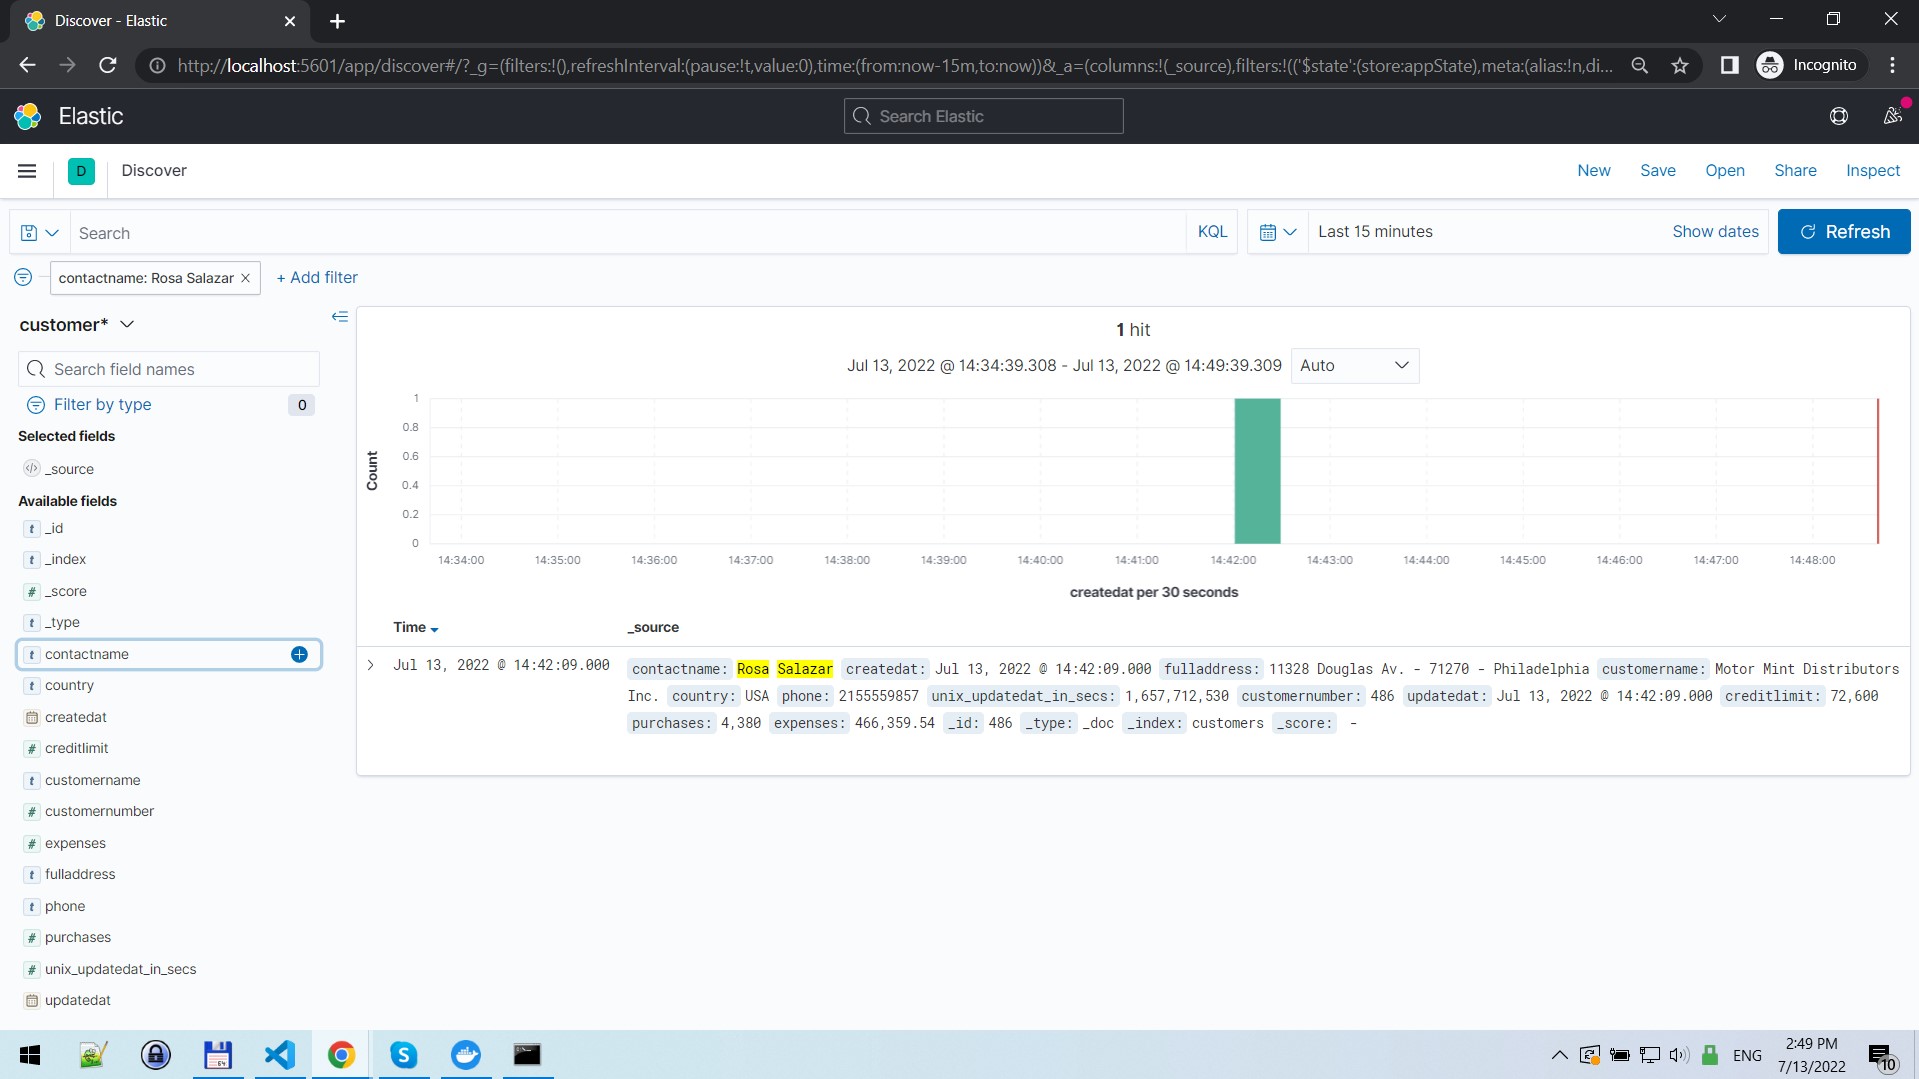 Discover - Elastic
http://localhost:5601/app/discover#/?_g=(filters:!(),refreshInterval:(pause:!t,value:0),time:(from:now-15m,to:now))&_a=(columns:!(_source),filters:!(('$state':(store:appState),meta:(alias:!n,di...
Incognito
Elastic
Search Elastic
D
Discover
New
Save
Open
Share
Inspect
Search
KQL
Last 15 minutes
Show dates
Refresh
contactname: Rosa Salazar
+ Add filter
customer*
Search field names
Filter by type
0
Selected fields
_source
Available fields
t _id
t _index
# _score
t _type
t contactname
t country
createdat
# creditlimit
t customername
# customernumber
# expenses
t fulladdress
t phone
# purchases
# unix_updatedat_in_secs
updatedat
1 hit
Jul 13, 2022 @ 14:34:39.308 - Jul 13, 2022 @ 14:49:39.309
Auto
Count
1
0.8
0.6
0.4
0.2
0
14:34:00 14:35:00 14:36:00 14:37:00 14:38:00 14:39:00 14:40:00 14:41:00 14:42:00 14:43:00 14:44:00 14:45:00 14:46:00 14:47:00 14:48:00
createdat per 30 seconds
Time _source
Jul 13, 2022 @ 14:42:09.000 contactname: Rosa Salazar createdat: Jul 13, 2022 @ 14:42:09.000 fulladdress: 11328 Douglas Av. - 71270 - Philadelphia customername: Motor Mint Distributors
Inc. country: USA phone: 2155559857 unix_updatedat_in_secs: 1,657,712,530 customernumber: 486 updatedat: Jul 13, 2022 @ 14:42:09.000 creditlimit: 72,600
purchases: 4,380 expenses: 466,359.54 _id: 486 _type: _doc _index: customers _score: -
64
S
ENG
2:49 PM
7/13/2022
10